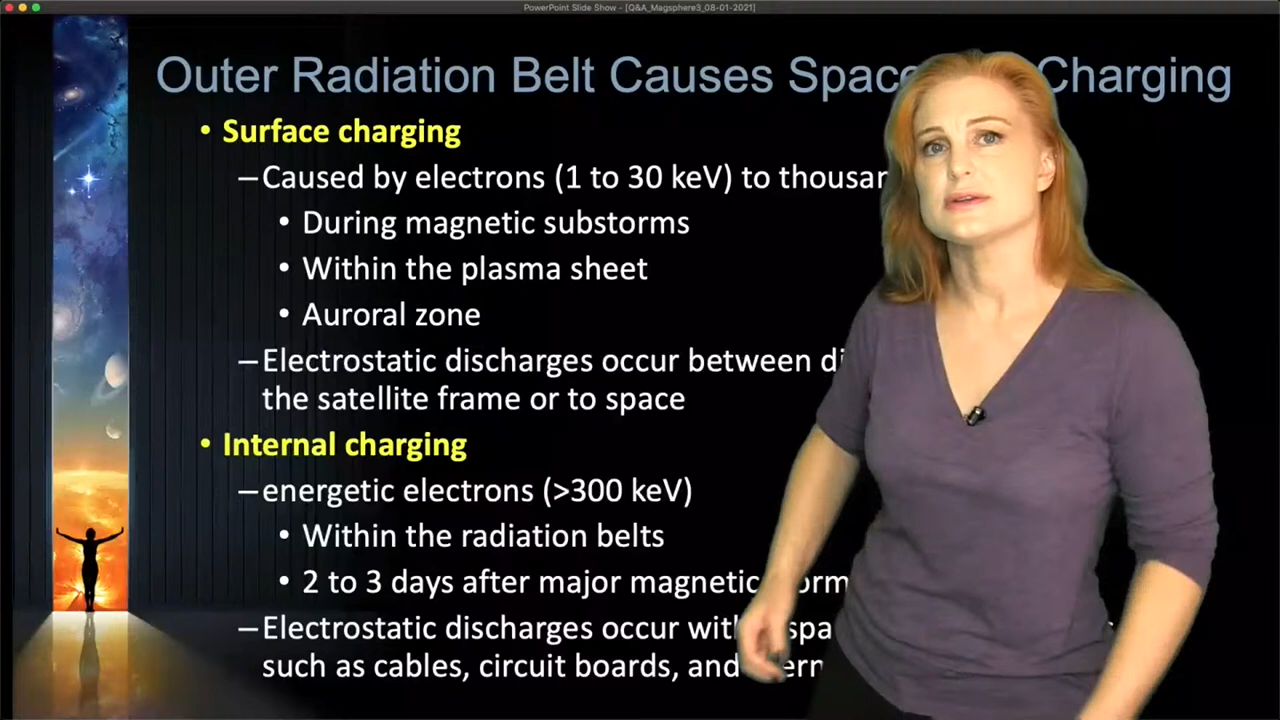 PowerPoint Slide Show - [Q&A_Magsphere3_08-01-2021]
Outer Radiation Belt Causes Charging
• Surface charging
–Caused by electrons (1 to 30 keV) to
• During magnetic substorms
• Within the plasma sheet
• Auroral zone
–Electrostatic discharges occur between
the satellite frame or to space
• Internal charging
–energetic electrons (>300 keV)
• Within the radiation belts
• 2 to 3 days after major magnetic
–Electrostatic discharges occur
such as cables, circuit boards, and